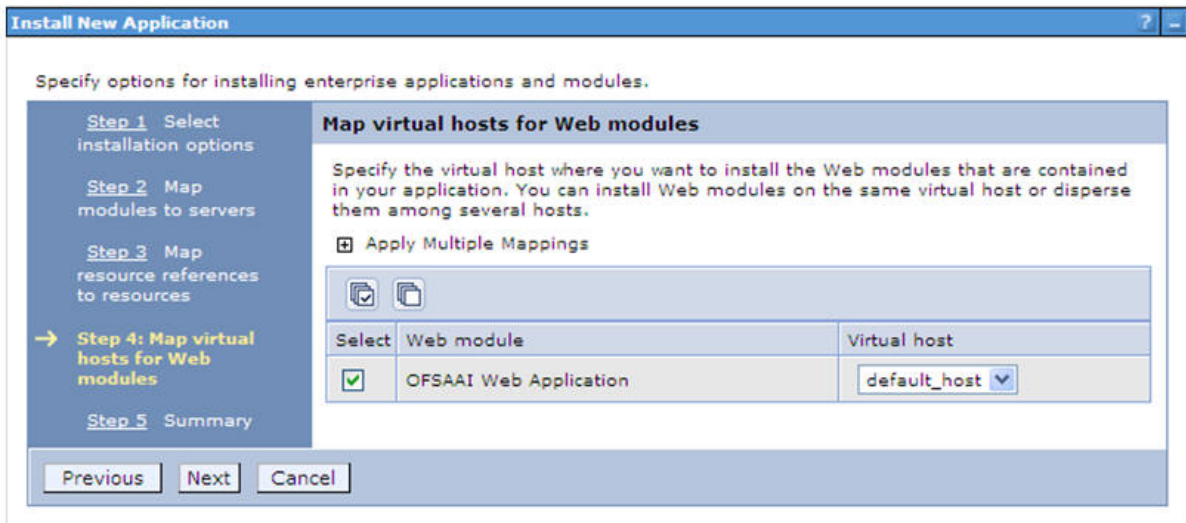 Install New Application
? _
Specify options for installing enterprise applications and modules.
Step 1 Select
installation options
Step 2 Map
modules to servers
Step 3 Map
resource references
to resources
Step 4: Map virtual
hosts for Web
modules
Step 5 Summary
Map virtual hosts for Web modules
Specify the virtual host where you want to install the Web modules that are contained
in your application. You can install Web modules on the same virtual host or disperse
them among several hosts.
Apply Multiple Mappings
Select Web module Virtual host
OFSAAI Web Application default_host
Previous Next Cancel